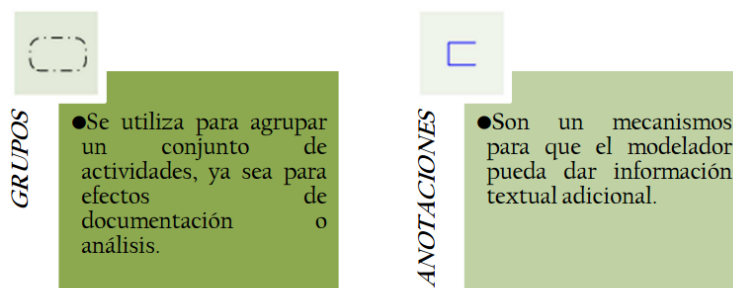 GRUPOS
●Se utiliza para agrupar
un conjunto de
actividades, ya sea para
efectos de
documentación o
análisis.
ANOTACIONES
●Son un mecanismos
para que el modelador
pueda dar información
textual adicional.